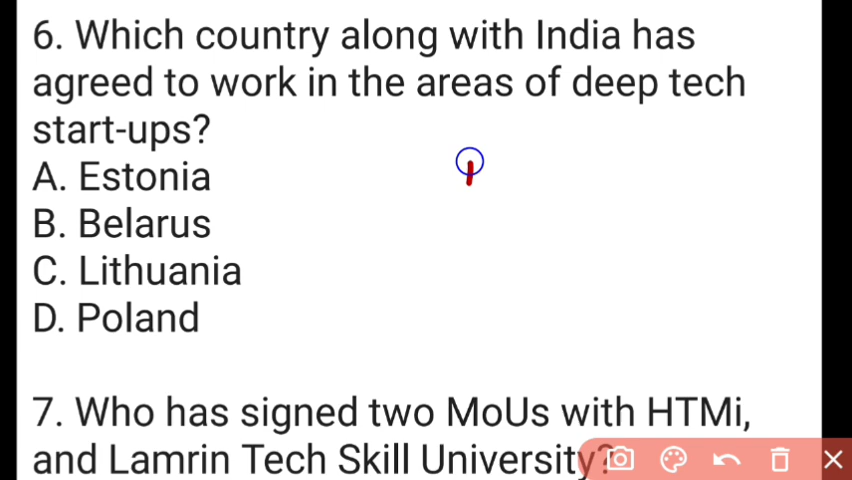 6. Which country along with India has
agreed to work in the areas of deep tech
start-ups?
A. Estonia
B. Belarus
C. Lithuania
D. Poland
7. Who has signed two MoUs with HTMi,
and Lamrin Tech Skill University?